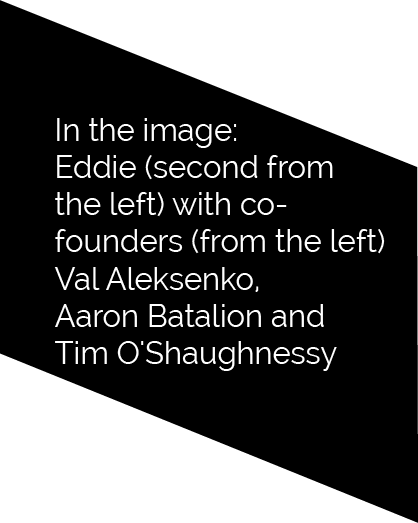 In the image:
Eddie (second from
the left) with co-
founders (from the left)
Val Aleksenko,
Aaron Batalion and
Tim O'Shaughnessy